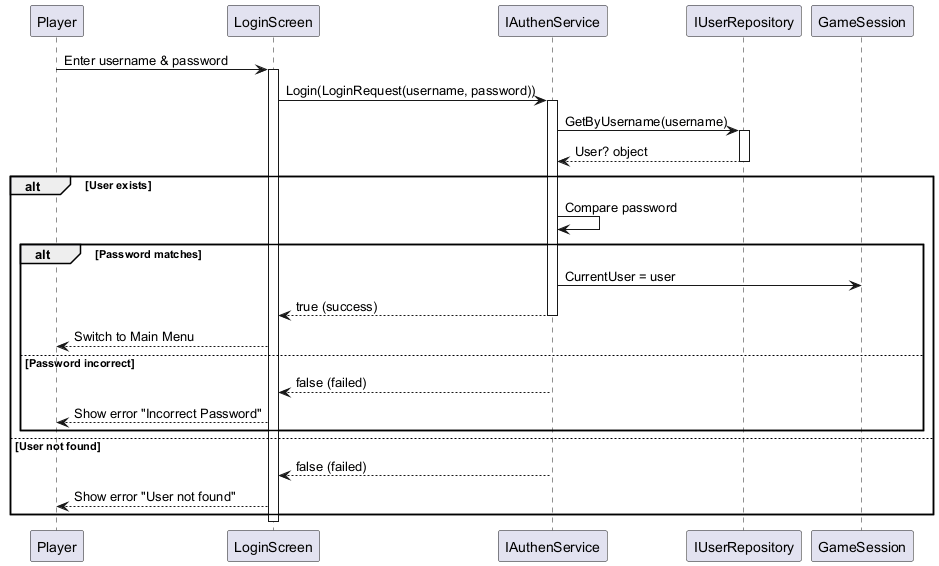 Player LoginScreen IAuthenService IUserRepository GameSession
Enter username & password
Login(LoginRequest(username, password))
GetByUsername(username)
User? object
alt [User exists]
Compare password
alt [Password matches]
CurrentUser = user
true (success)
Switch to Main Menu
[Password incorrect]
false (failed)
Show error "Incorrect Password"
[User not found]
false (failed)
Show error "User not found"
Player LoginScreen IAuthenService IUserRepository GameSession